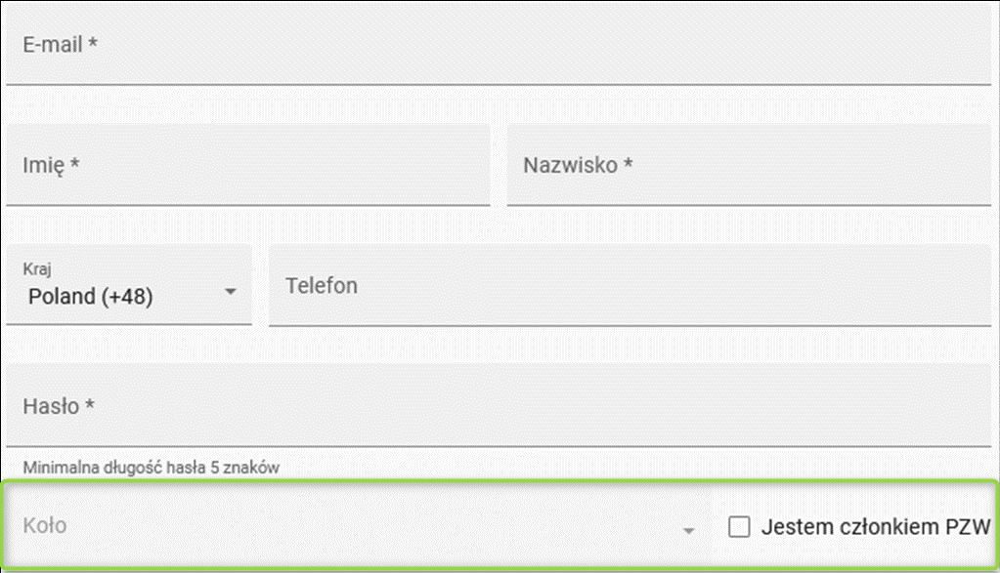 E-mail *
Imię *
Nazwisko *
Kraj
Poland (+48)
Telefon
Hasło *
Minimalna długość hasła 5 znaków
Koło
Jestem członkiem PZW